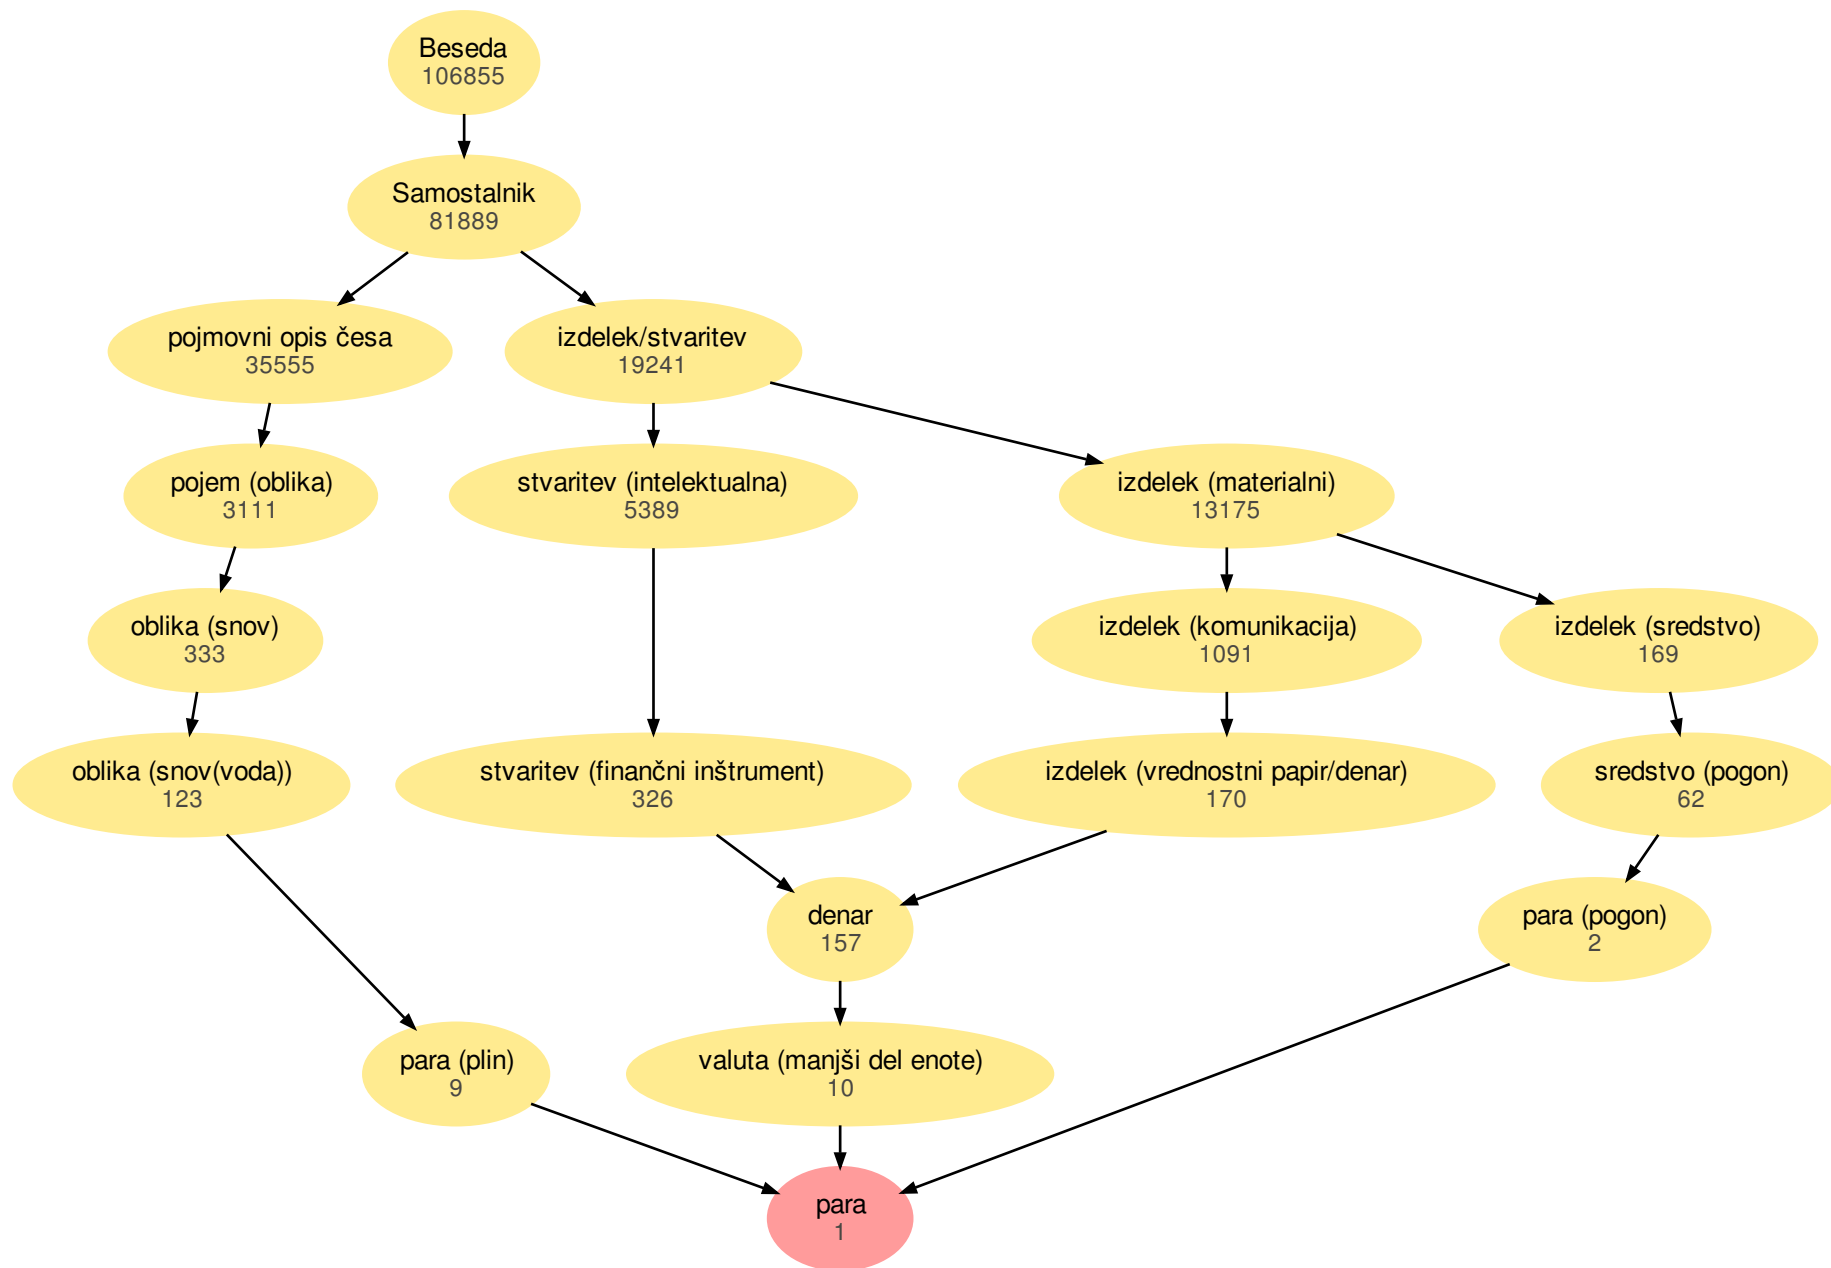 Beseda
106855
Samostalnik
81889
pojmovni opis česa
35555
izdelek/stvaritev
19241
pojem (oblika)
3111
stvaritev (intelektualna)
5389
izdelek (materialni)
13175
oblika (snov)
333
izdelek (komunikacija)
1091
izdelek (sredstvo)
169
oblika (snov(voda))
123
stvaritev (finančni inštrument)
326
izdelek (vrednostni papir/denar)
170
sredstvo (pogon)
62
denar
157
para (pogon)
2
para (plin)
9
valuta (manjši del enote)
10
para
1